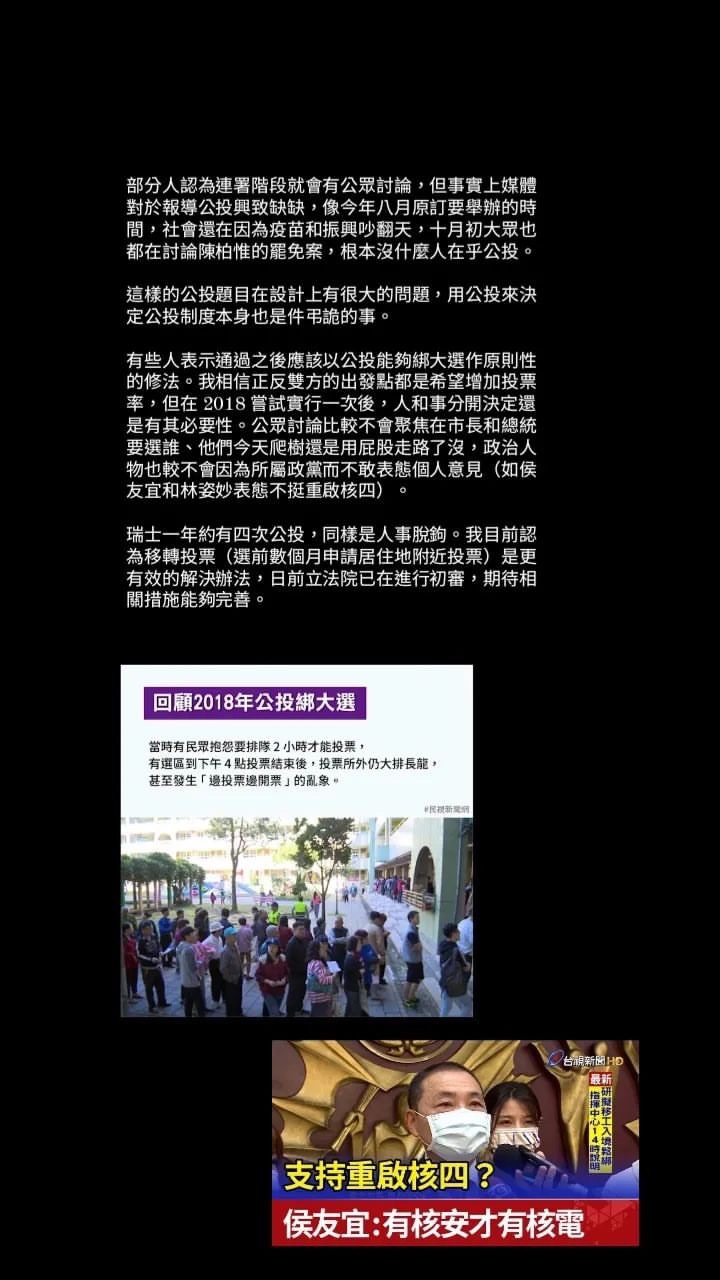 部分人認為連署階段就會有公眾討論，但事實上媒體
對於報導公投興致缺缺，像今年八月原訂要舉辦的時
間，社會還在因為疫苗和振興吵翻天，十月初大眾也
都在討論陳柏惟的罷免案，根本沒什麼人在乎公投。
這樣的公投題目在設計上有很大的問題，用公投來決
定公投制度本身也是件弔詭的事。
有些人表示通過之後應該以公投能夠綁大選作原則性
的修法。我相信正反雙方的出發點都是希望增加投票
率，但在 2018 嘗試實行一次後，人和事分開決定還
是有其必要性。公眾討論比較不會聚焦在市長和總統
要選誰、他們今天爬樹還是用屁股走路了沒，政治人
物也較不會因為所屬政黨而不敢表態個人意見（如侯
友宜和林姿妙表態不挺重啟核四）。
瑞士一年約有四次公投，同樣是人事脫鉤。我目前認
為移轉投票（選前數個月申請居住地附近投票）是更
有效的解決辦法，日前立法院已在進行初審，期待相
關措施能夠完善。
回顧2018年公投綁大選
當時有民眾抱怨要排隊 2 小時才能投票，
有選區到下午 4 點投票結束後，投票所外仍大排長龍，
甚至發生「邊投票邊開票」的亂象。
#民視新聞網
台視新聞HD
最新
研擬移工入境鬆綁
指揮中心14時說明
支持重啟核四？
侯友宜:有核安才有核電